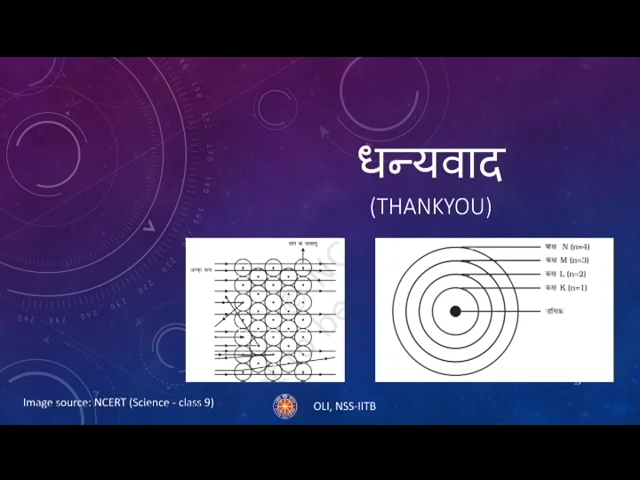 धन्यवाद
(THANKYOU)
कक्ष N (n=4)
कक्ष M (n=3)
कक्ष L (n=2)
कक्ष K (n=1)
Image source: NCERT (Science - class 9)
OLI, NSS-IITB